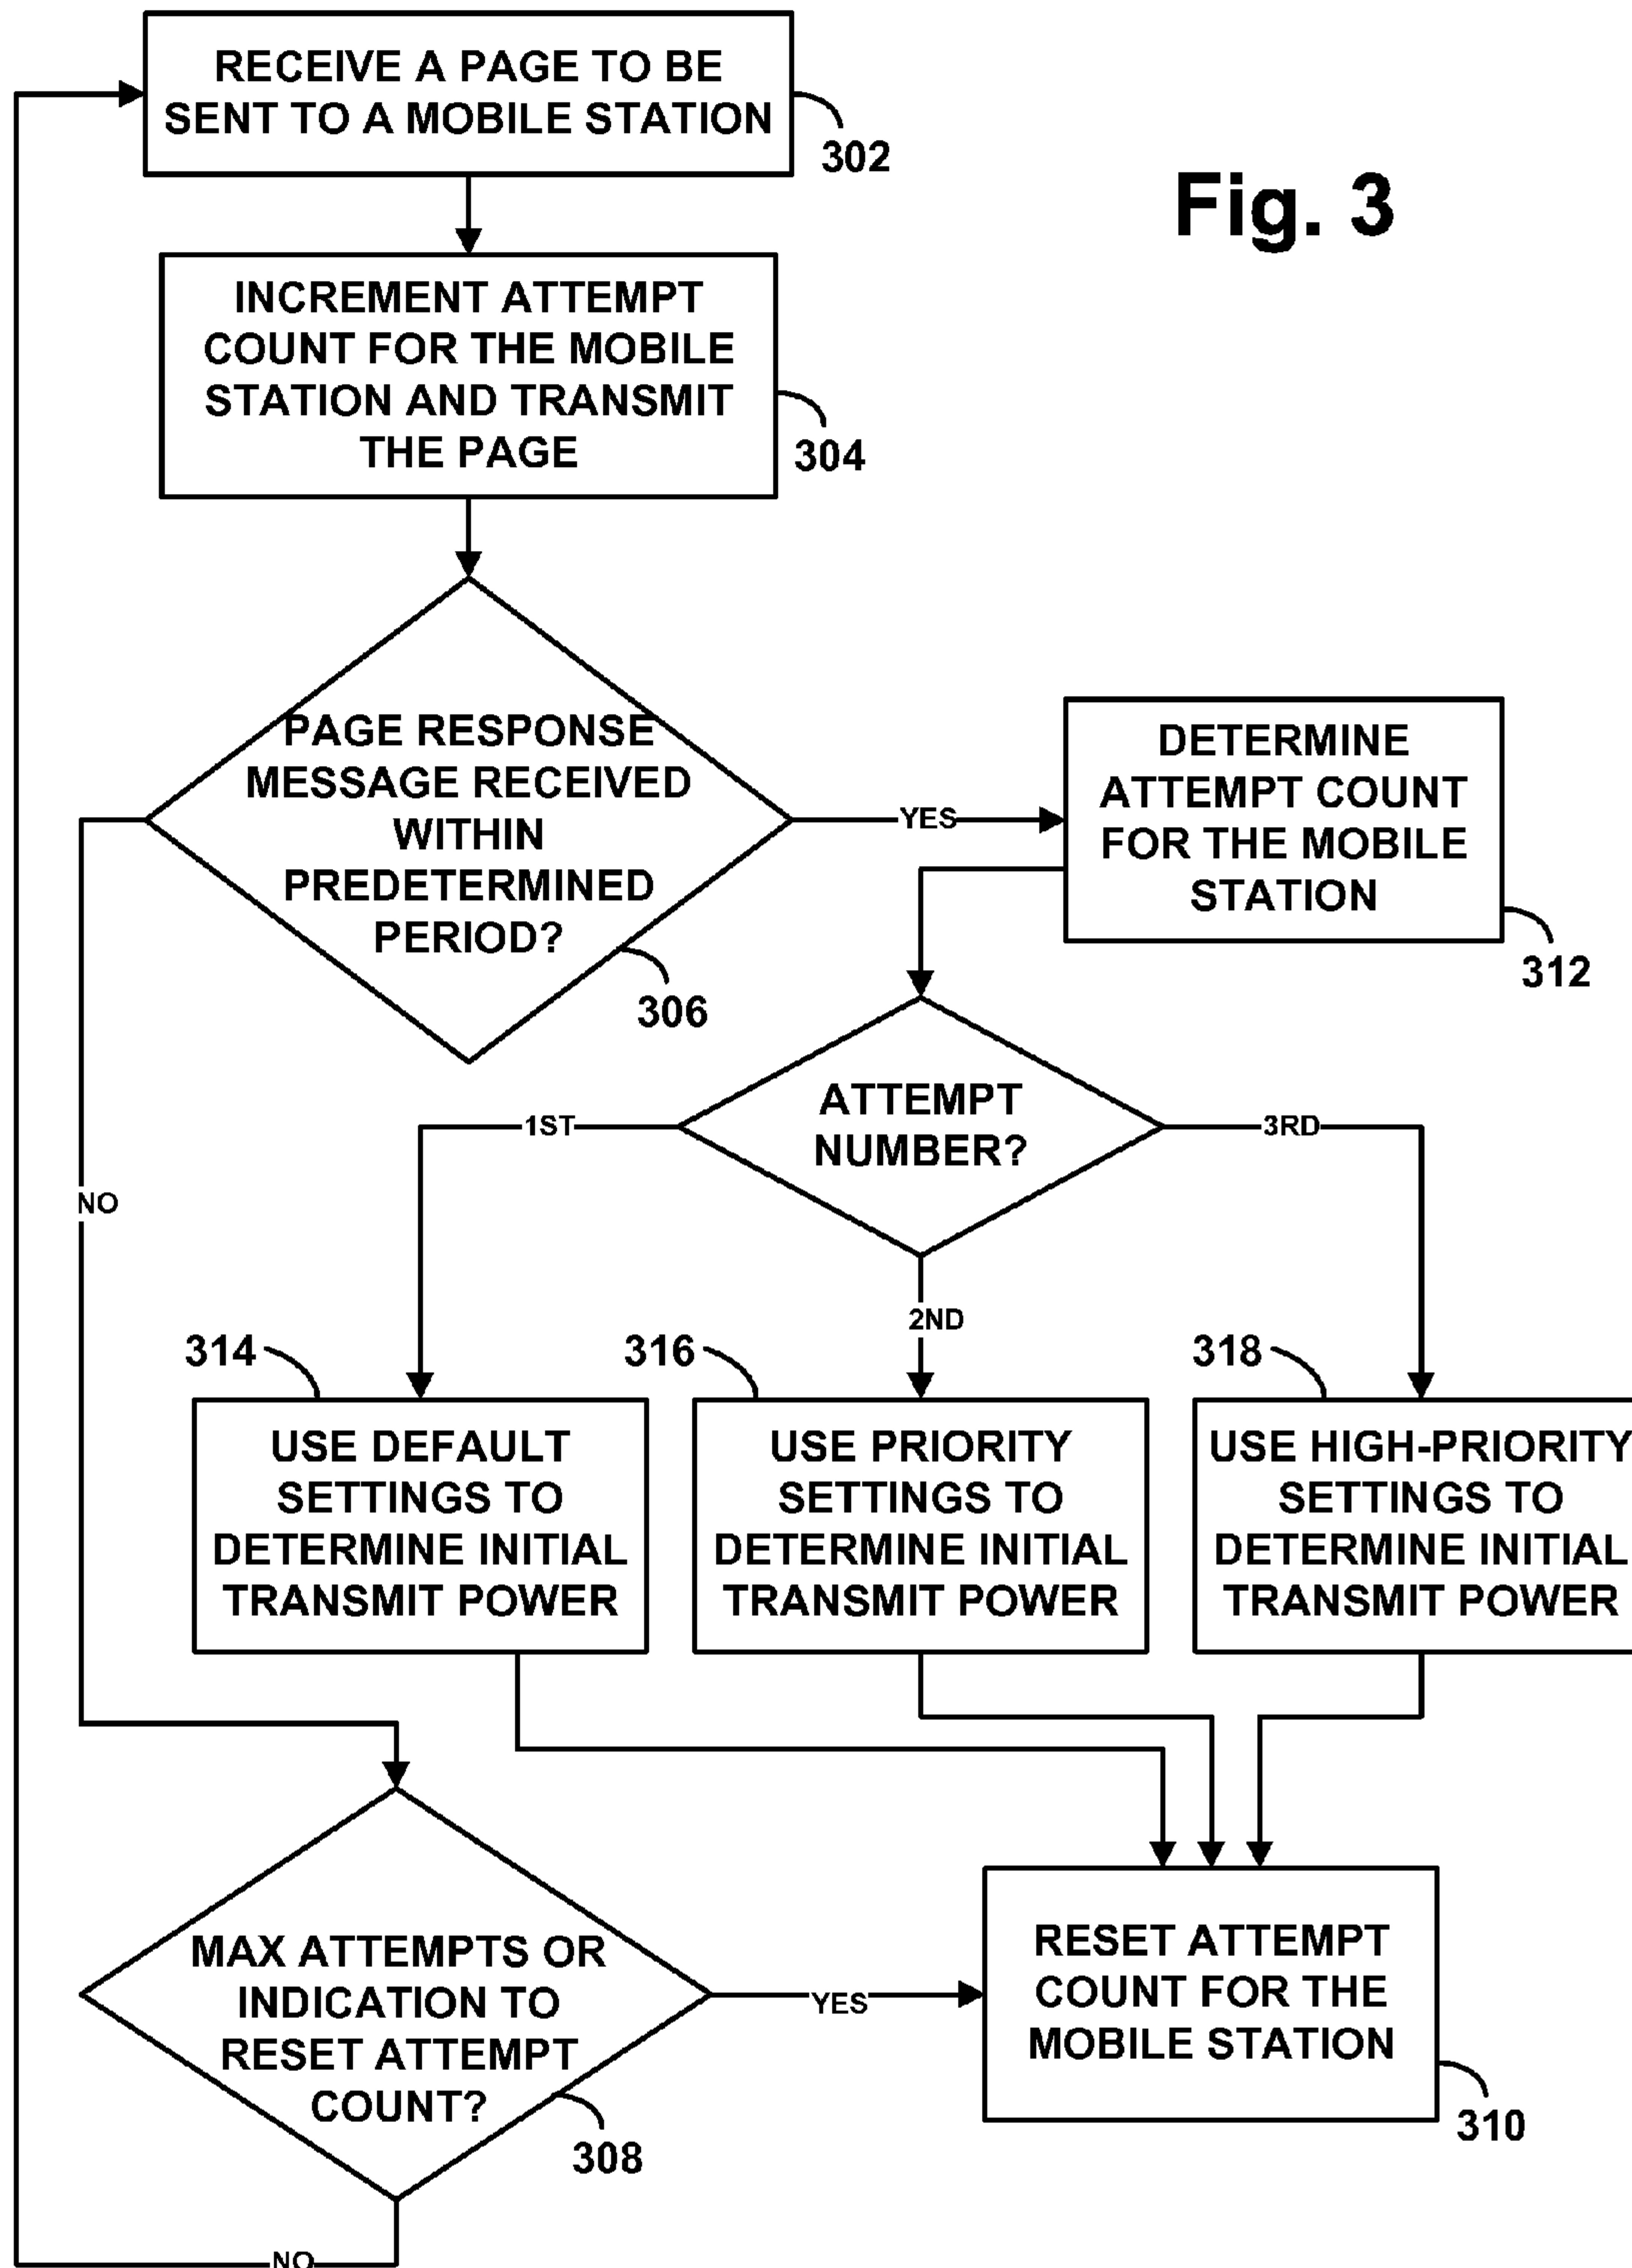 RECEIVE A PAGE TO BE
SENT TO A MOBILE STATION
302
Fig. 3
INCREMENT ATTEMPT
COUNT FOR THE MOBILE
STATION AND TRANSMIT
THE PAGE
304
PAGE RESPONSE
MESSAGE RECEIVED
WITHIN
PREDETERMINED
PERIOD?
306
YES
DETERMINE
ATTEMPT COUNT
FOR THE MOBILE
STATION
312
ATTEMPT
NUMBER?
1ST
3RD
2ND
NO
314
316
318
USE DEFAULT
SETTINGS TO
DETERMINE INITIAL
TRANSMIT POWER
USE PRIORITY
SETTINGS TO
DETERMINE INITIAL
TRANSMIT POWER
USE HIGH-PRIORITY
SETTINGS TO
DETERMINE INITIAL
TRANSMIT POWER
MAX ATTEMPTS OR
INDICATION TO
RESET ATTEMPT
COUNT?
308
YES
RESET ATTEMPT
COUNT FOR THE
MOBILE STATION
310
NO